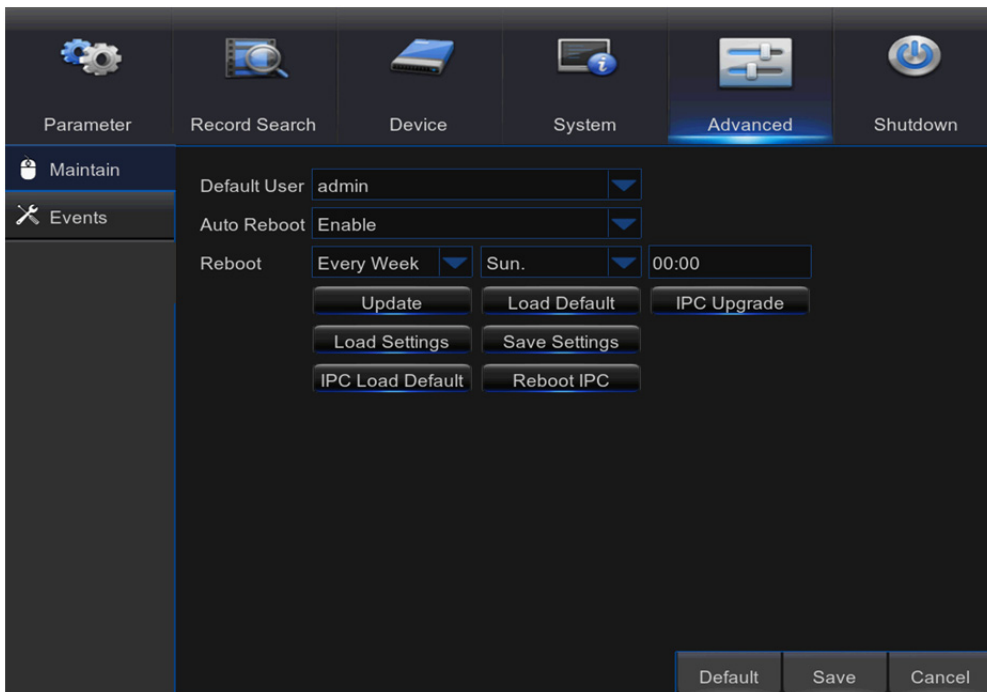 Parameter Record Search Device System Advanced Shutdown
Maintain
Events
Default User admin
Auto Reboot Enable
Reboot Every Week Sun. 00:00
Update Load Default IPC Upgrade
Load Settings Save Settings
IPC Load Default Reboot IPC
Default Save Cancel